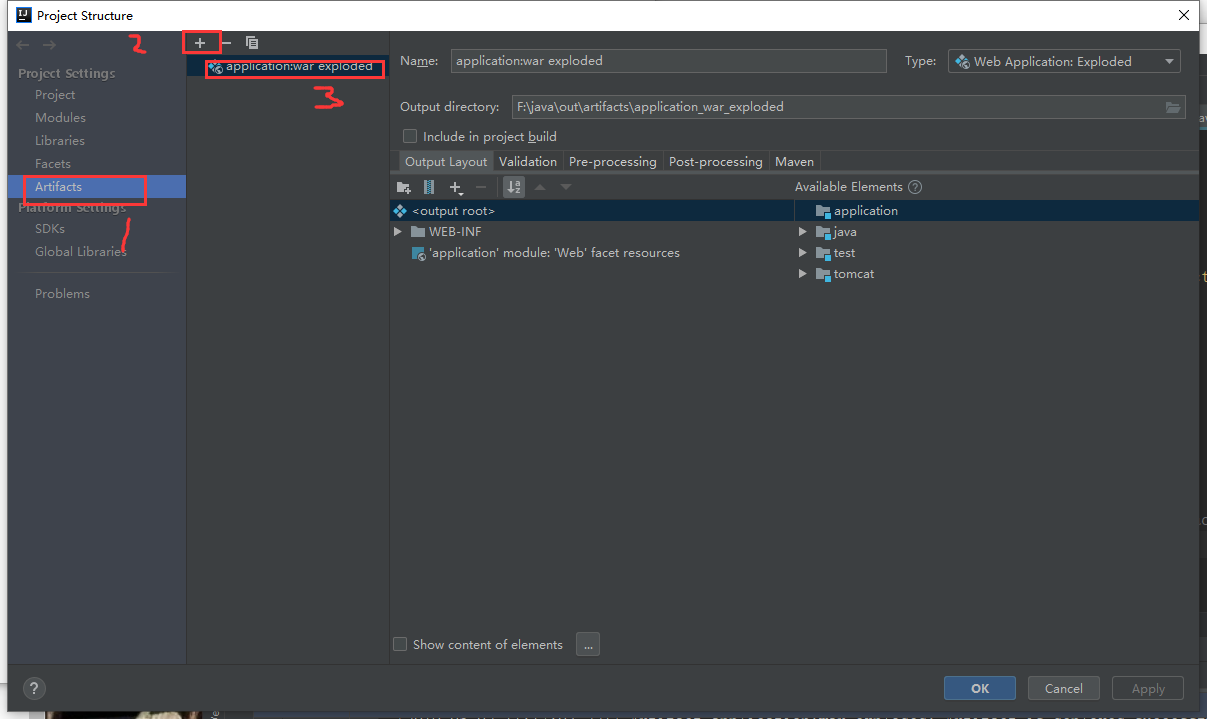 Project Structure
2
Project Settings
Project
Modules
Libraries
Facets
Artifacts
Platform Settings
SDKs
Global Libraries
1
Problems
application:war exploded
3
Name: application:war exploded Type: Web Application: Exploded
Output directory: F:\java\out\artifacts\application_war_exploded
Include in project build
Output Layout Validation Pre-processing Post-processing Maven
Available Elements ?
<output root>
WEB-INF
'application' module: 'Web' facet resources
application
java
test
tomcat
Show content of elements ...
? OK Cancel Apply